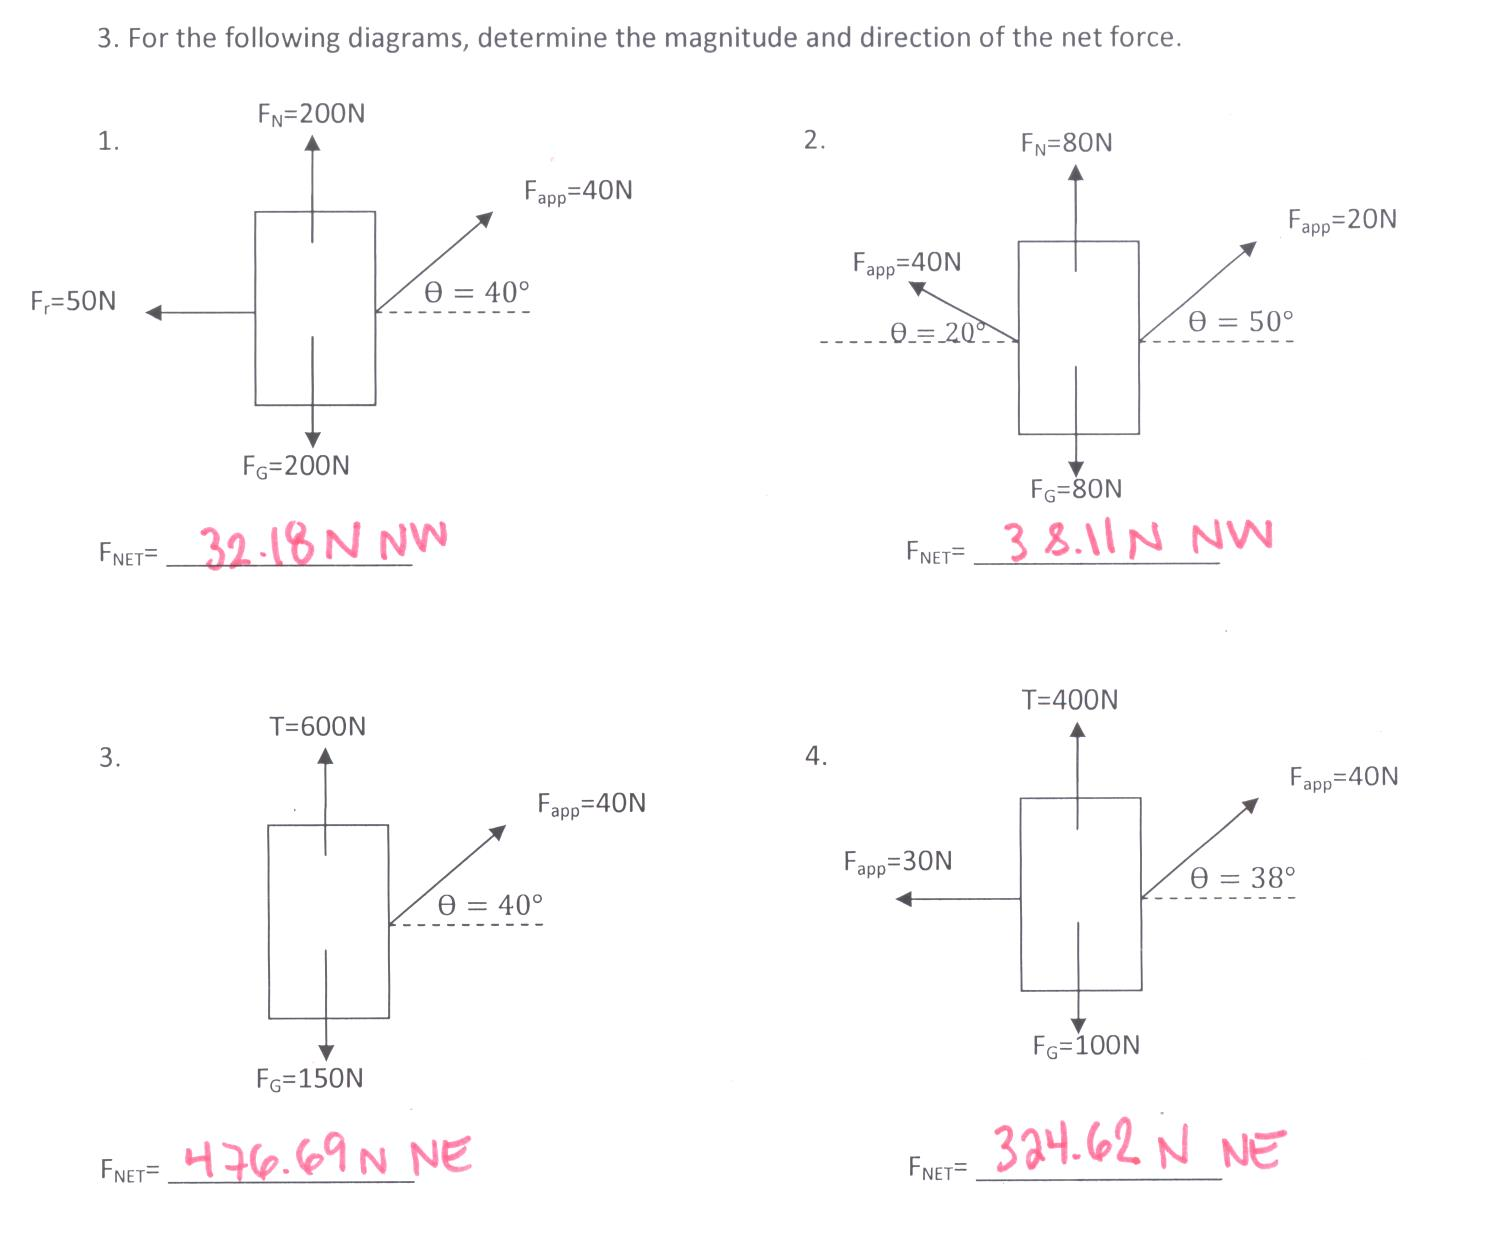 3. For the following diagrams, determine the magnitude and direction of the net force.
1.
FN=200N
Fapp=40N
Fr=50N
θ = 40°
FG=200N
FNET= 32.18N NW
2.
FN=80N
Fapp=20N
Fapp=40N
θ = 20°
θ = 50°
FG=80N
FNET= 38.11N NW
3.
T=600N
Fapp=40N
θ = 40°
FG=150N
FNET= 476.69N NE
4.
T=400N
Fapp=40N
Fapp=30N
θ = 38°
FG=100N
FNET= 324.62 N NE